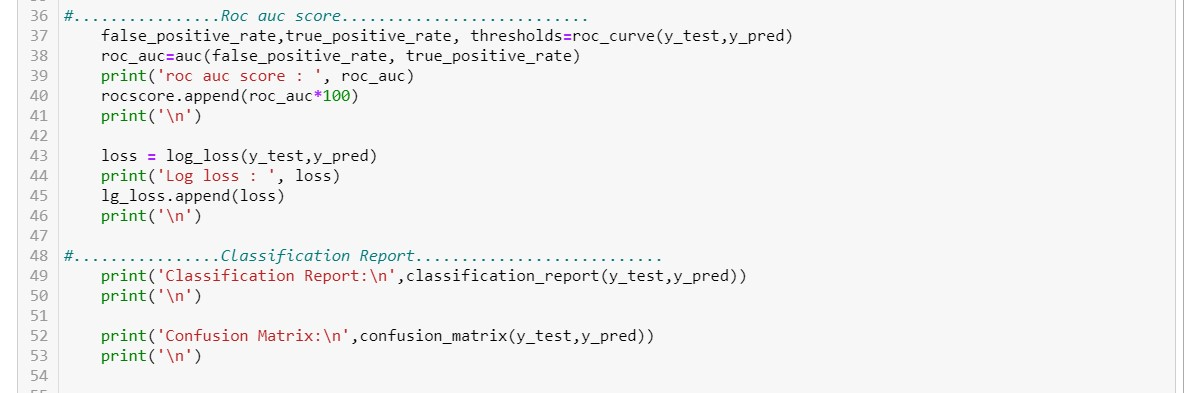 36 #................Roc auc score...........................
37 false_positive_rate,true_positive_rate, thresholds=roc_curve(y_test,y_pred)
38 roc_auc=auc(false_positive_rate, true_positive_rate)
39 print('roc auc score : ', roc_auc)
40 rocscore.append(roc_auc*100)
41 print('\n')
42
43 loss = log_loss(y_test,y_pred)
44 print('Log loss : ', loss)
45 lg_loss.append(loss)
46 print('\n')
47
48 #................Classification Report...........................
49 print('Classification Report:\n',classification_report(y_test,y_pred))
50 print('\n')
51
52 print('Confusion Matrix:\n',confusion_matrix(y_test,y_pred))
53 print('\n')
54